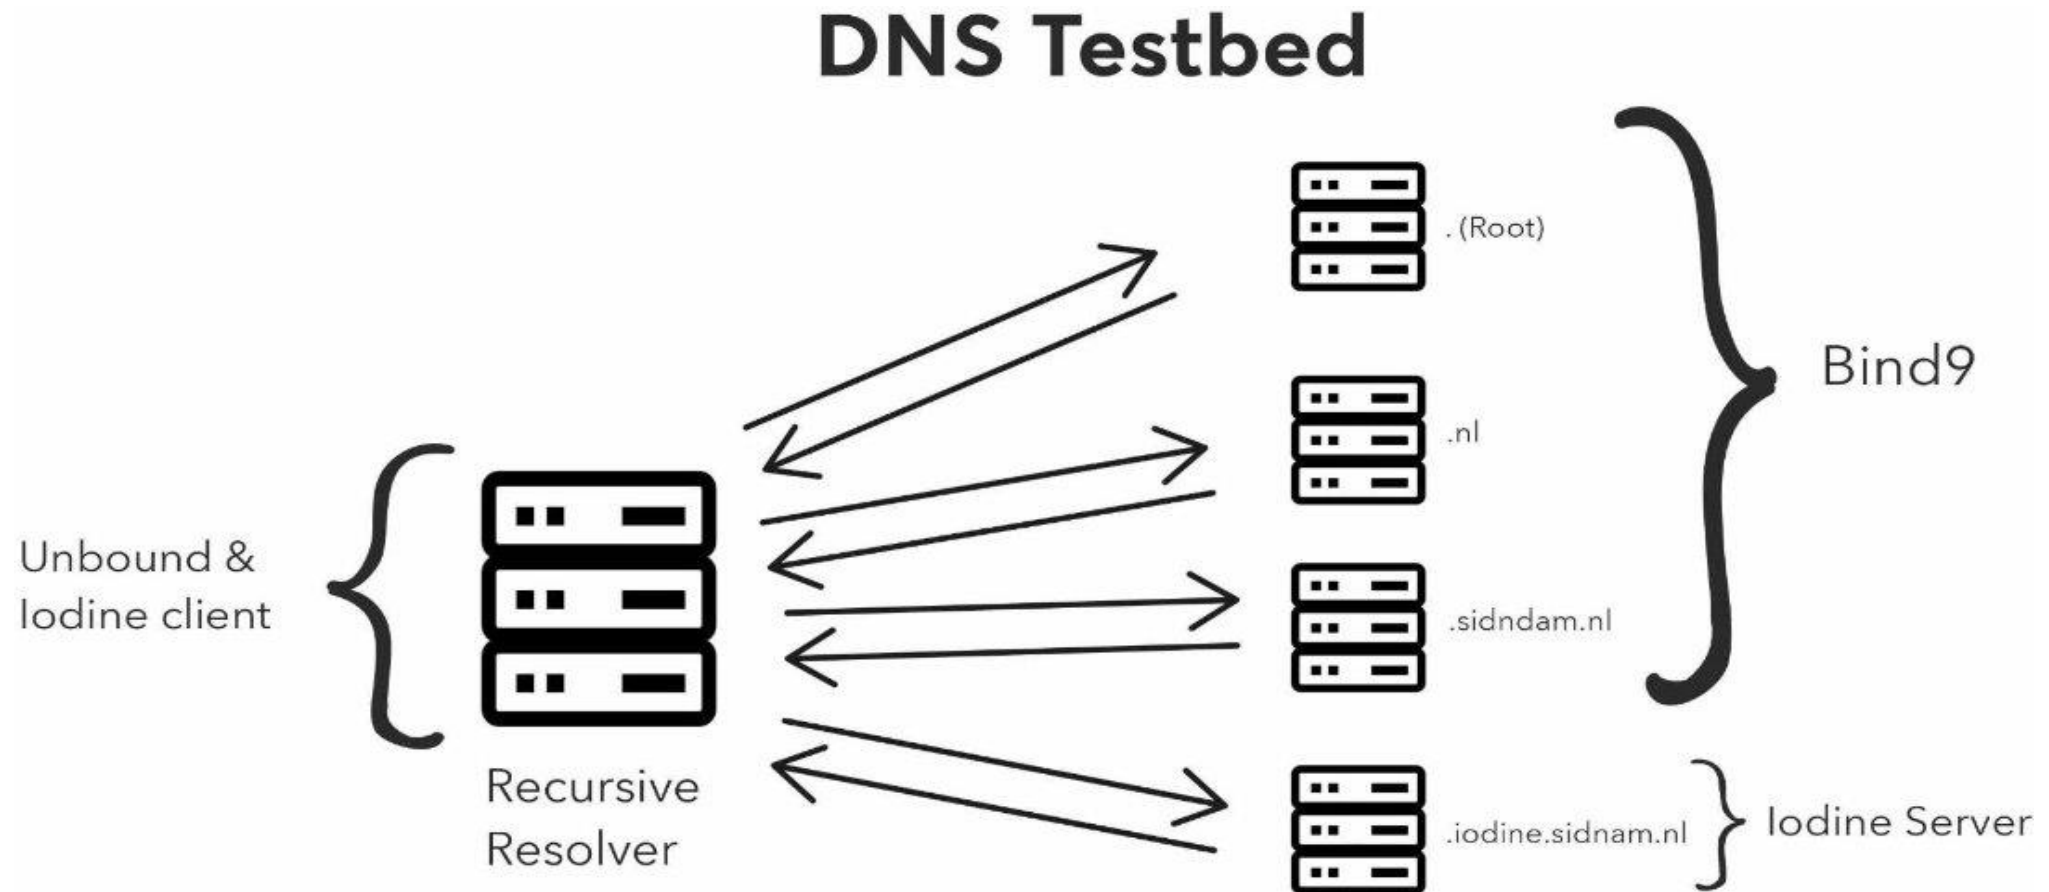 DNS Testbed
. (Root)
.nl
.sidndam.nl
.iodine.sidnam.nl
Bind9
Iodine Server
Unbound &
Iodine client
Recursive
Resolver